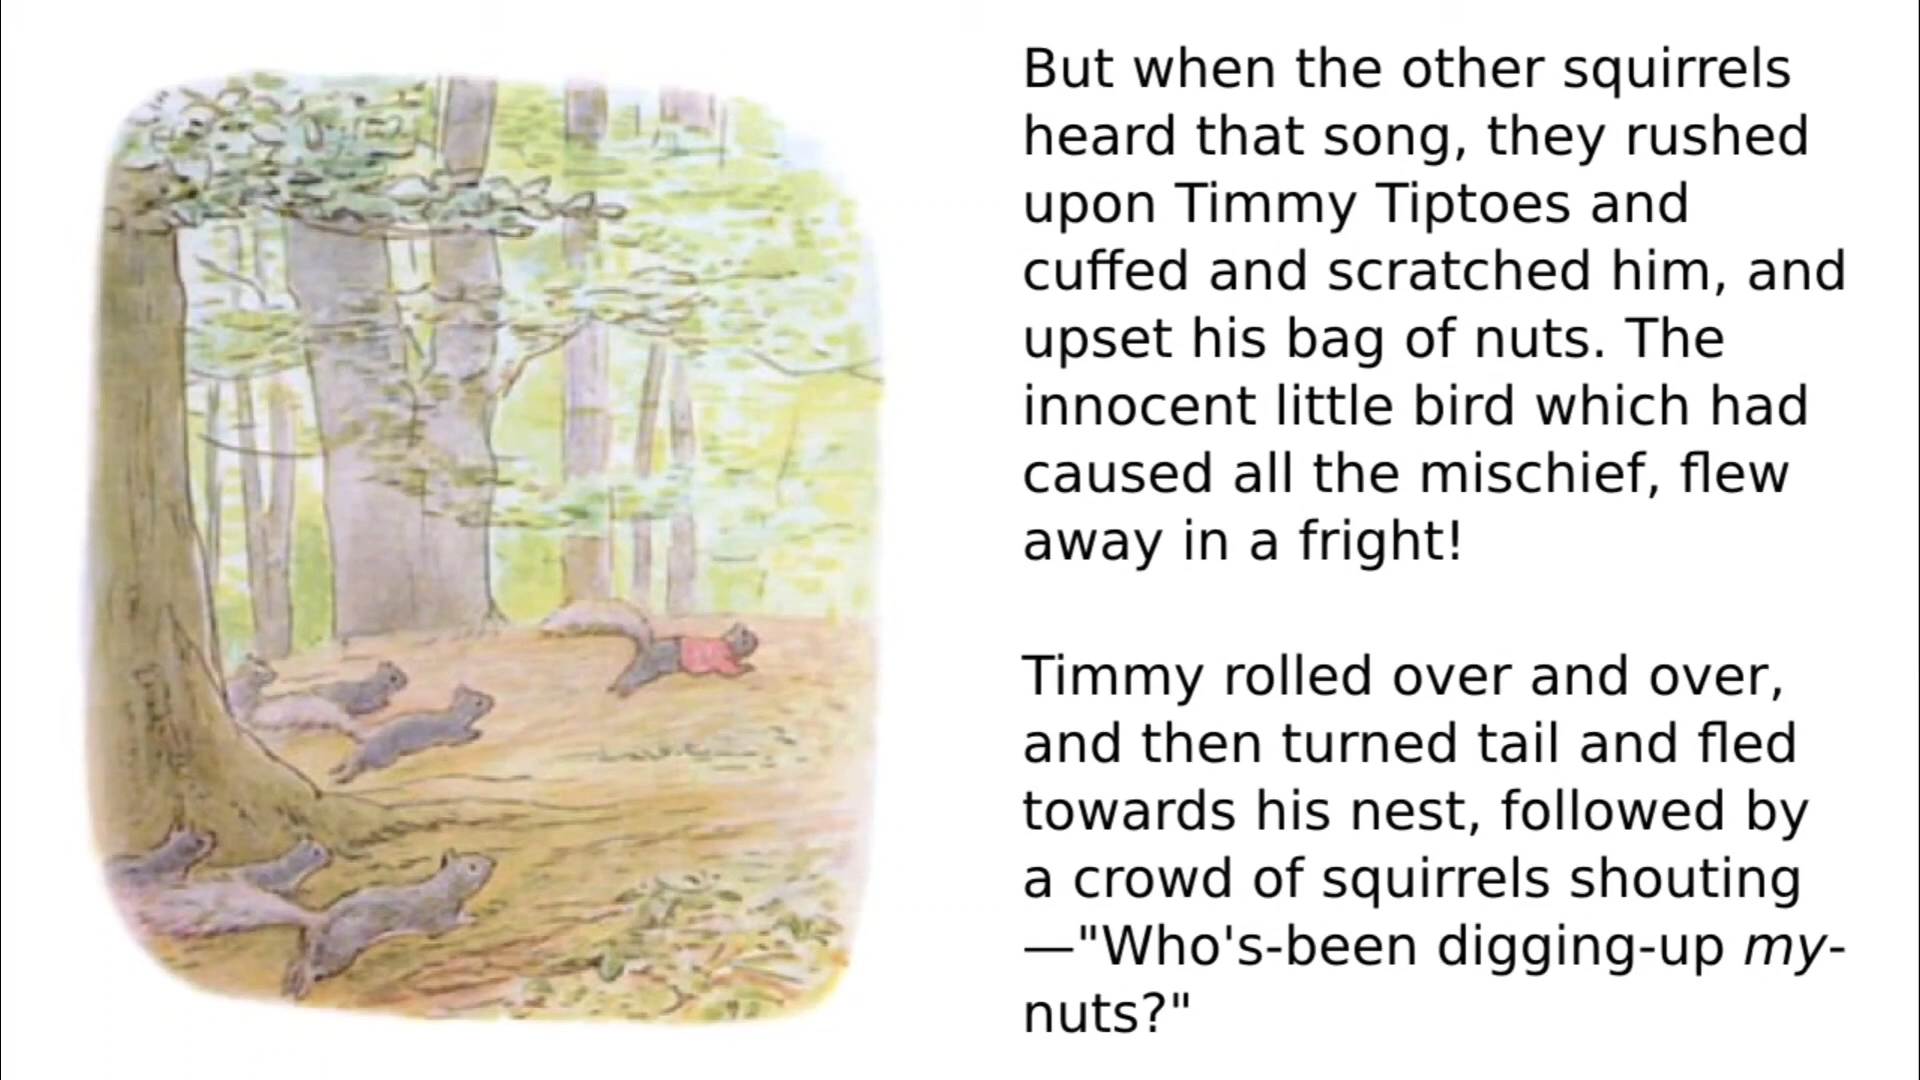 But when the other squirrels
heard that song, they rushed
upon Timmy Tiptoes and
cuffed and scratched him, and
upset his bag of nuts. The
innocent little bird which had
caused all the mischief, flew
away in a fright!
Timmy rolled over and over,
and then turned tail and fled
towards his nest, followed by
a crowd of squirrels shouting
—"Who's-been digging-up my-
nuts?"